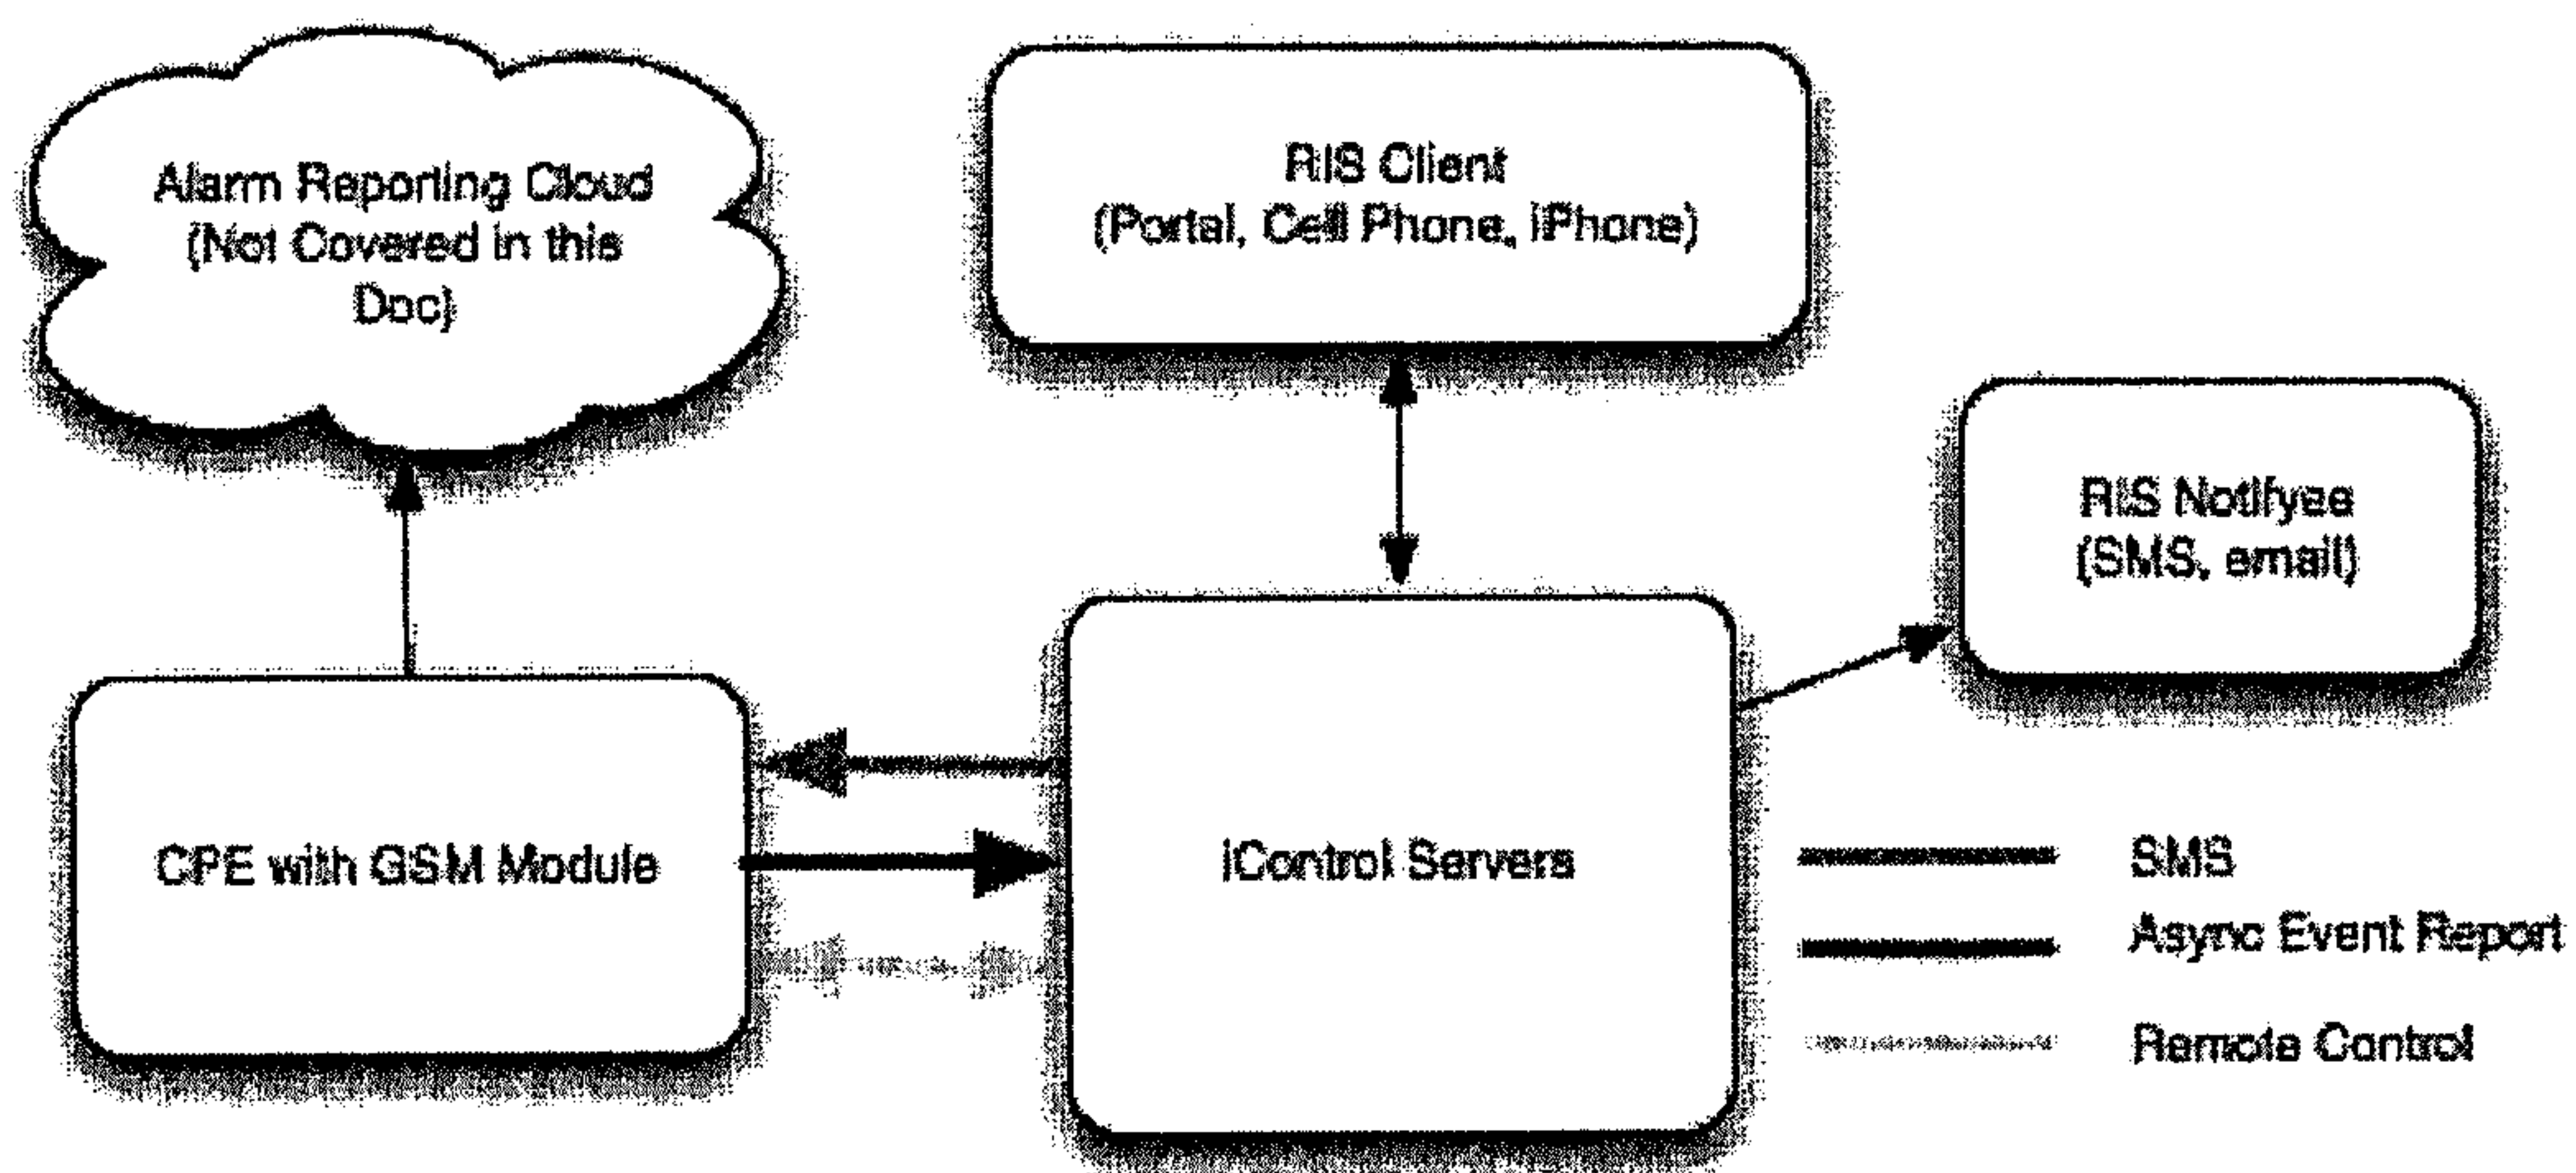 Alarm Reporting Cloud
(Not Covered in this
Doc)
RIS Client
(Portal, Cell Phone, iPhone)
RIS Notifyee
(SMS, email)
CPE with GSM Module
iControl Servers
SMS
Async Event Report
Remote Control